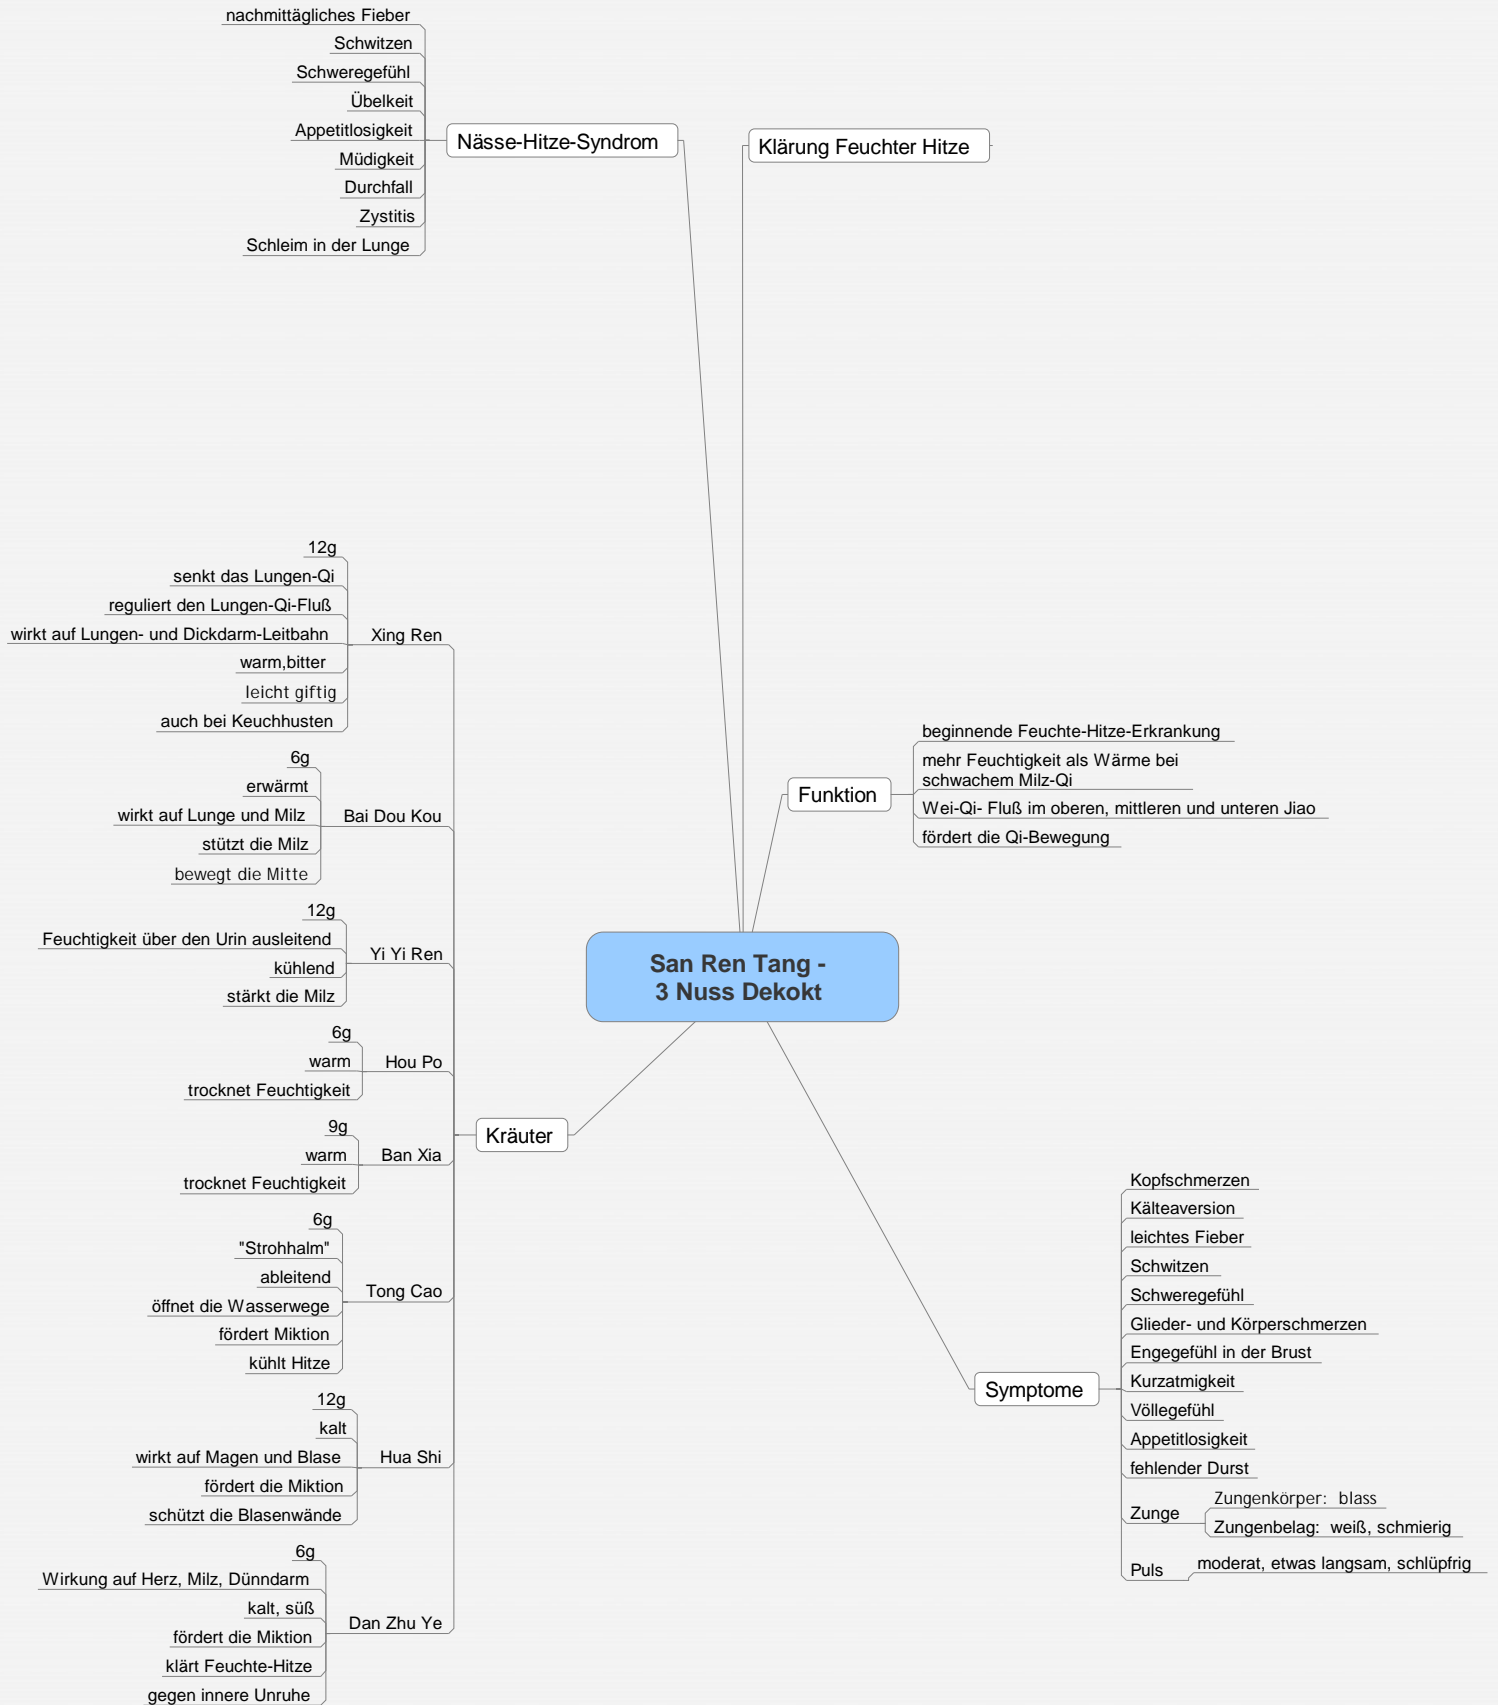 nachmittägliches Fieber
Schwitzen
Schweregefühl
Übelkeit
Appetitlosigkeit
Müdigkeit
Durchfall
Zystitis
Schleim in der Lunge
Nässe-Hitze-Syndrom
Klärung Feuchter Hitze
12g
senkt das Lungen-Qi
reguliert den Lungen-Qi-Fluß
wirkt auf Lungen- und Dickdarm-Leitbahn
warm,bitter
leicht giftig
auch bei Keuchhusten
Xing Ren
6g
erwärmt
wirkt auf Lunge und Milz
stützt die Milz
bewegt die Mitte
Bai Dou Kou
12g
Feuchtigkeit über den Urin ausleitend
kühlend
stärkt die Milz
Yi Yi Ren
6g
warm
trocknet Feuchtigkeit
Hou Po
9g
warm
trocknet Feuchtigkeit
Ban Xia
6g
"Strohhalm"
ableitend
öffnet die Wasserwege
fördert Miktion
kühlt Hitze
Tong Cao
12g
kalt
wirkt auf Magen und Blase
fördert die Miktion
schützt die Blasenwände
Hua Shi
6g
Wirkung auf Herz, Milz, Dünndarm
kalt, süß
fördert die Miktion
klärt Feuchte-Hitze
gegen innere Unruhe
Dan Zhu Ye
Kräuter
San Ren Tang -
3 Nuss Dekokt
Funktion
beginnende Feuchte-Hitze-Erkrankung
mehr Feuchtigkeit als Wärme bei
schwachem Milz-Qi
Wei-Qi- Fluß im oberen, mittleren und unteren Jiao
fördert die Qi-Bewegung
Symptome
Kopfschmerzen
Kälteaversion
leichtes Fieber
Schwitzen
Schweregefühl
Glieder- und Körperschmerzen
Engegefühl in der Brust
Kurzatmigkeit
Völlegefühl
Appetitlosigkeit
fehlender Durst
Zunge
Zungenkörper: blass
Zungenbelag: weiß, schmierig
Puls
moderat, etwas langsam, schlüpfrig